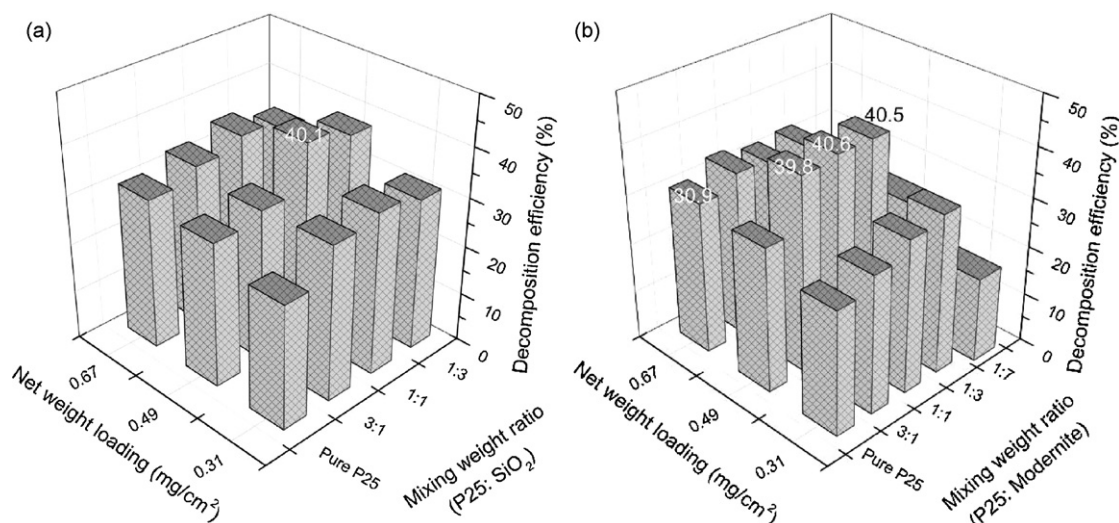 (a)
40.1
50
40
30
20
10
0
Decomposition efficiency (%)
0.67
0.49
0.31
Net weight loading (mg/cm²)
Pure P25
3:1
1:1
1:3
Mixing weight ratio
(P25: SiO₂)
(b)
30.9
39.8
40.6
40.5
50
40
30
20
10
0
Decomposition efficiency (%)
0.67
0.49
0.31
Net weight loading (mg/cm²)
Pure P25
3:1
1:1
1:3
1:7
Mixing weight ratio
(P25: Modernite)